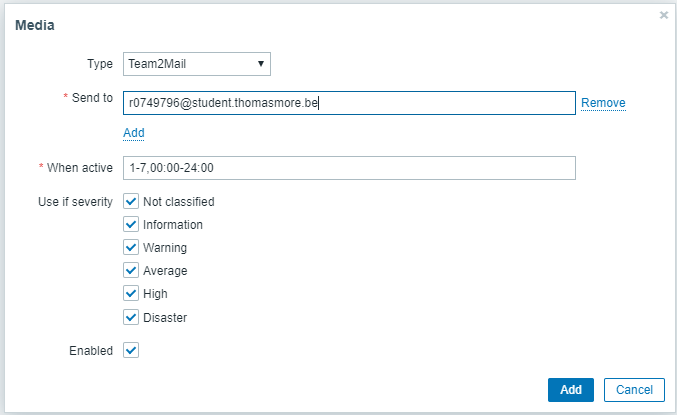 Media
Type Team2Mail
* Send to r0749796@student.thomasmore.be Remove
Add
* When active 1-7,00:00-24:00
Use if severity Not classified
Information
Warning
Average
High
Disaster
Enabled
Add Cancel